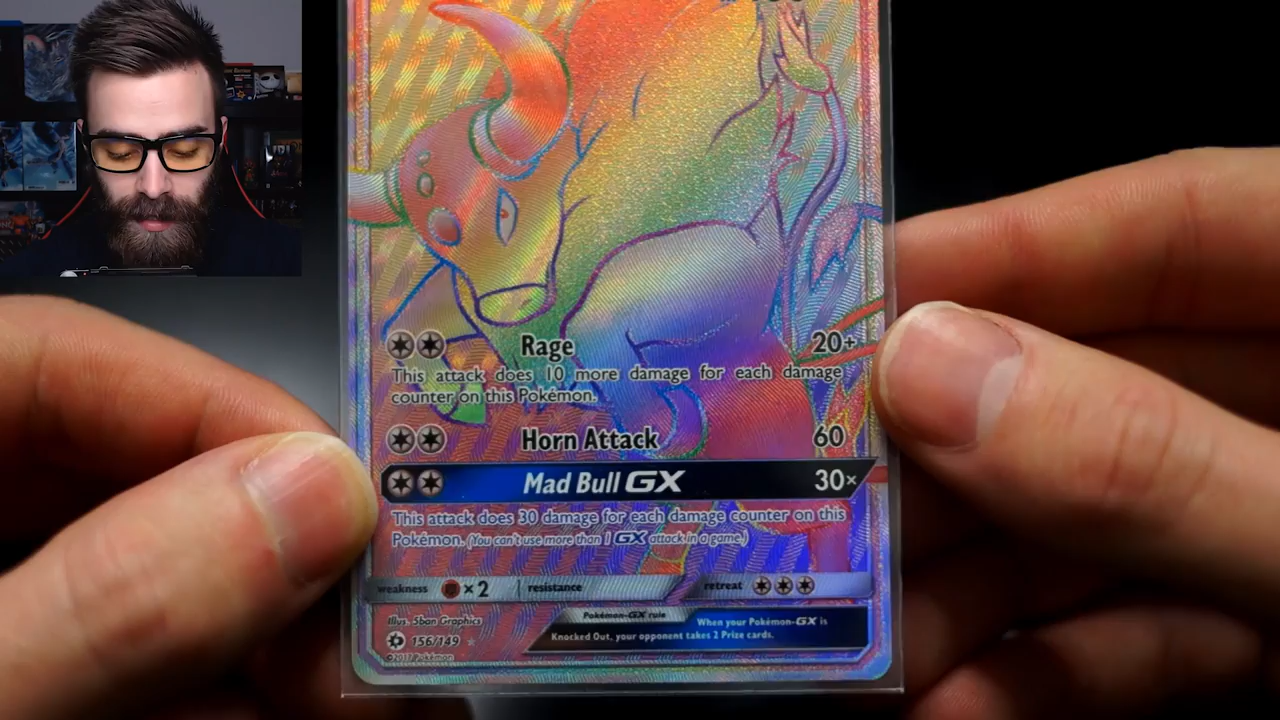 Rage 20+
This attack does 10 more damage for each damage
counter on this Pokémon.
Horn Attack 60
Mad Bull GX 30×
This attack does 30 damage for each damage counter on this
Pokémon. (You can't use more than 1 GX attack in a game.)
weakness ×2 resistance retreat
Illus. 5ban Graphics
156/149
©2017 Pokémon
Pokémon-GX rule
When your Pokémon-GX is
Knocked Out, your opponent takes 2 Prize cards.